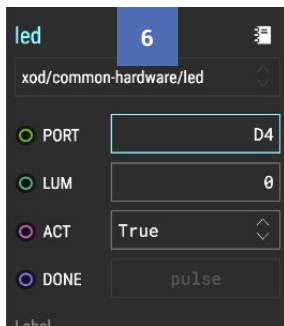 led
6
xod/common-hardware/led
PORT D4
LUM 0
ACT True
DONE pulse
Label